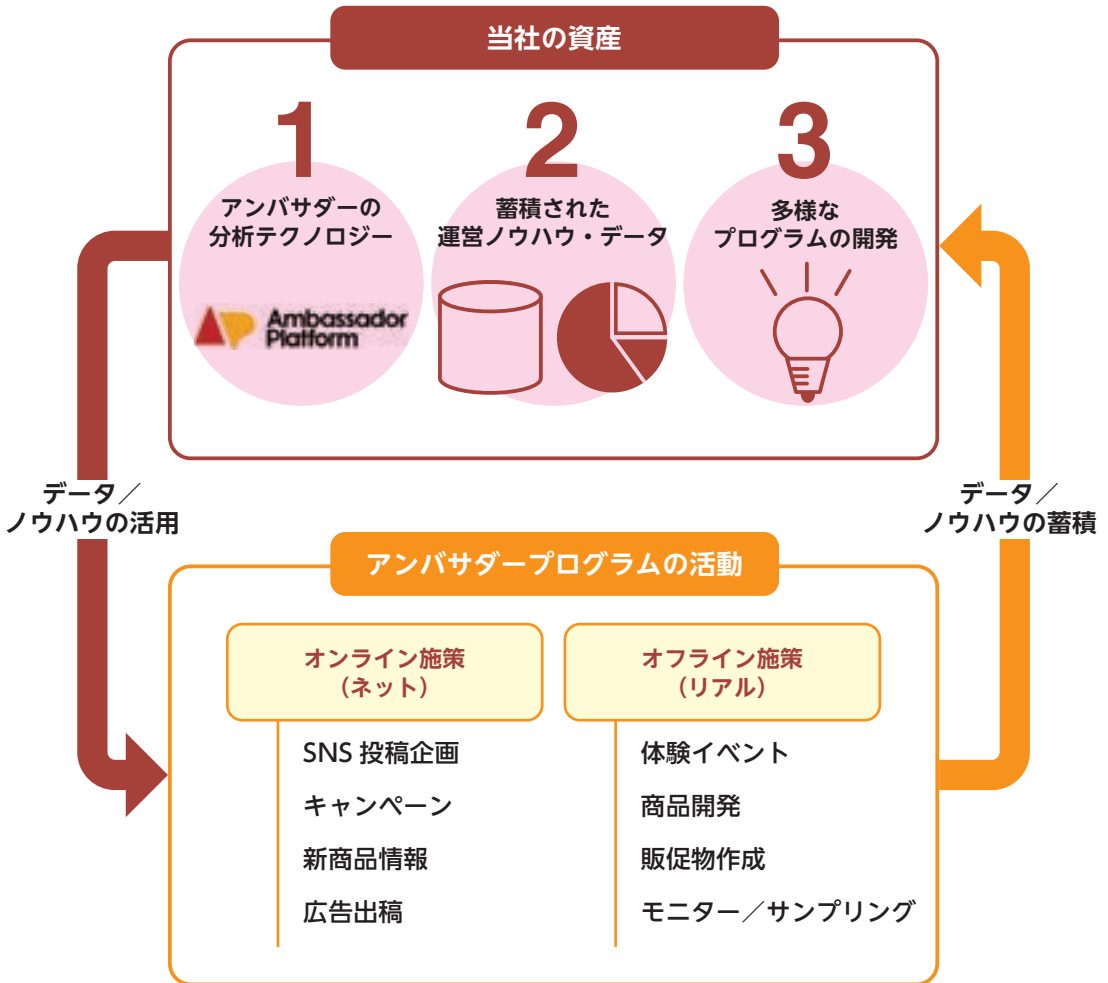 当社の資産
1
アンバサダーの
分析テクノロジー
Ambassador
Platform
2
蓄積された
運営ノウハウ・データ
3
多様な
プログラムの開発
データ／
ノウハウの活用
データ／
ノウハウの蓄積
アンバサダープログラムの活動
オンライン施策
（ネット）
SNS 投稿企画
キャンペーン
新商品情報
広告出稿
オフライン施策
（リアル）
体験イベント
商品開発
販促物作成
モニター／サンプリング